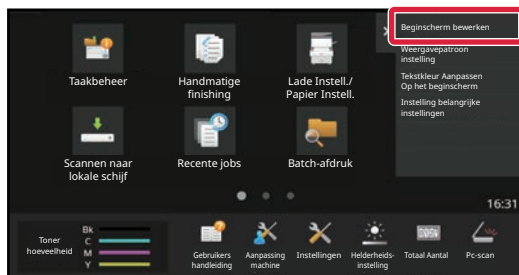 Beginscherm bewerken
Weergavepatroon
instelling
Tekstkleur Aanpassen
Op het beginscherm
Instelling belangrijke
instellingen
Taakbeheer
Handmatige
finishing
Lade Instell./
Papier Instell.
Scannen naar
lokale schijf
Recente jobs
Batch-afdruk
16:31
Toner
hoeveelheid
Bk
C
M
Y
Gebruikers
handleiding
Aanpassing
machine
Instellingen
Helderheids-
instelling
Totaal Aantal
Pc-scan